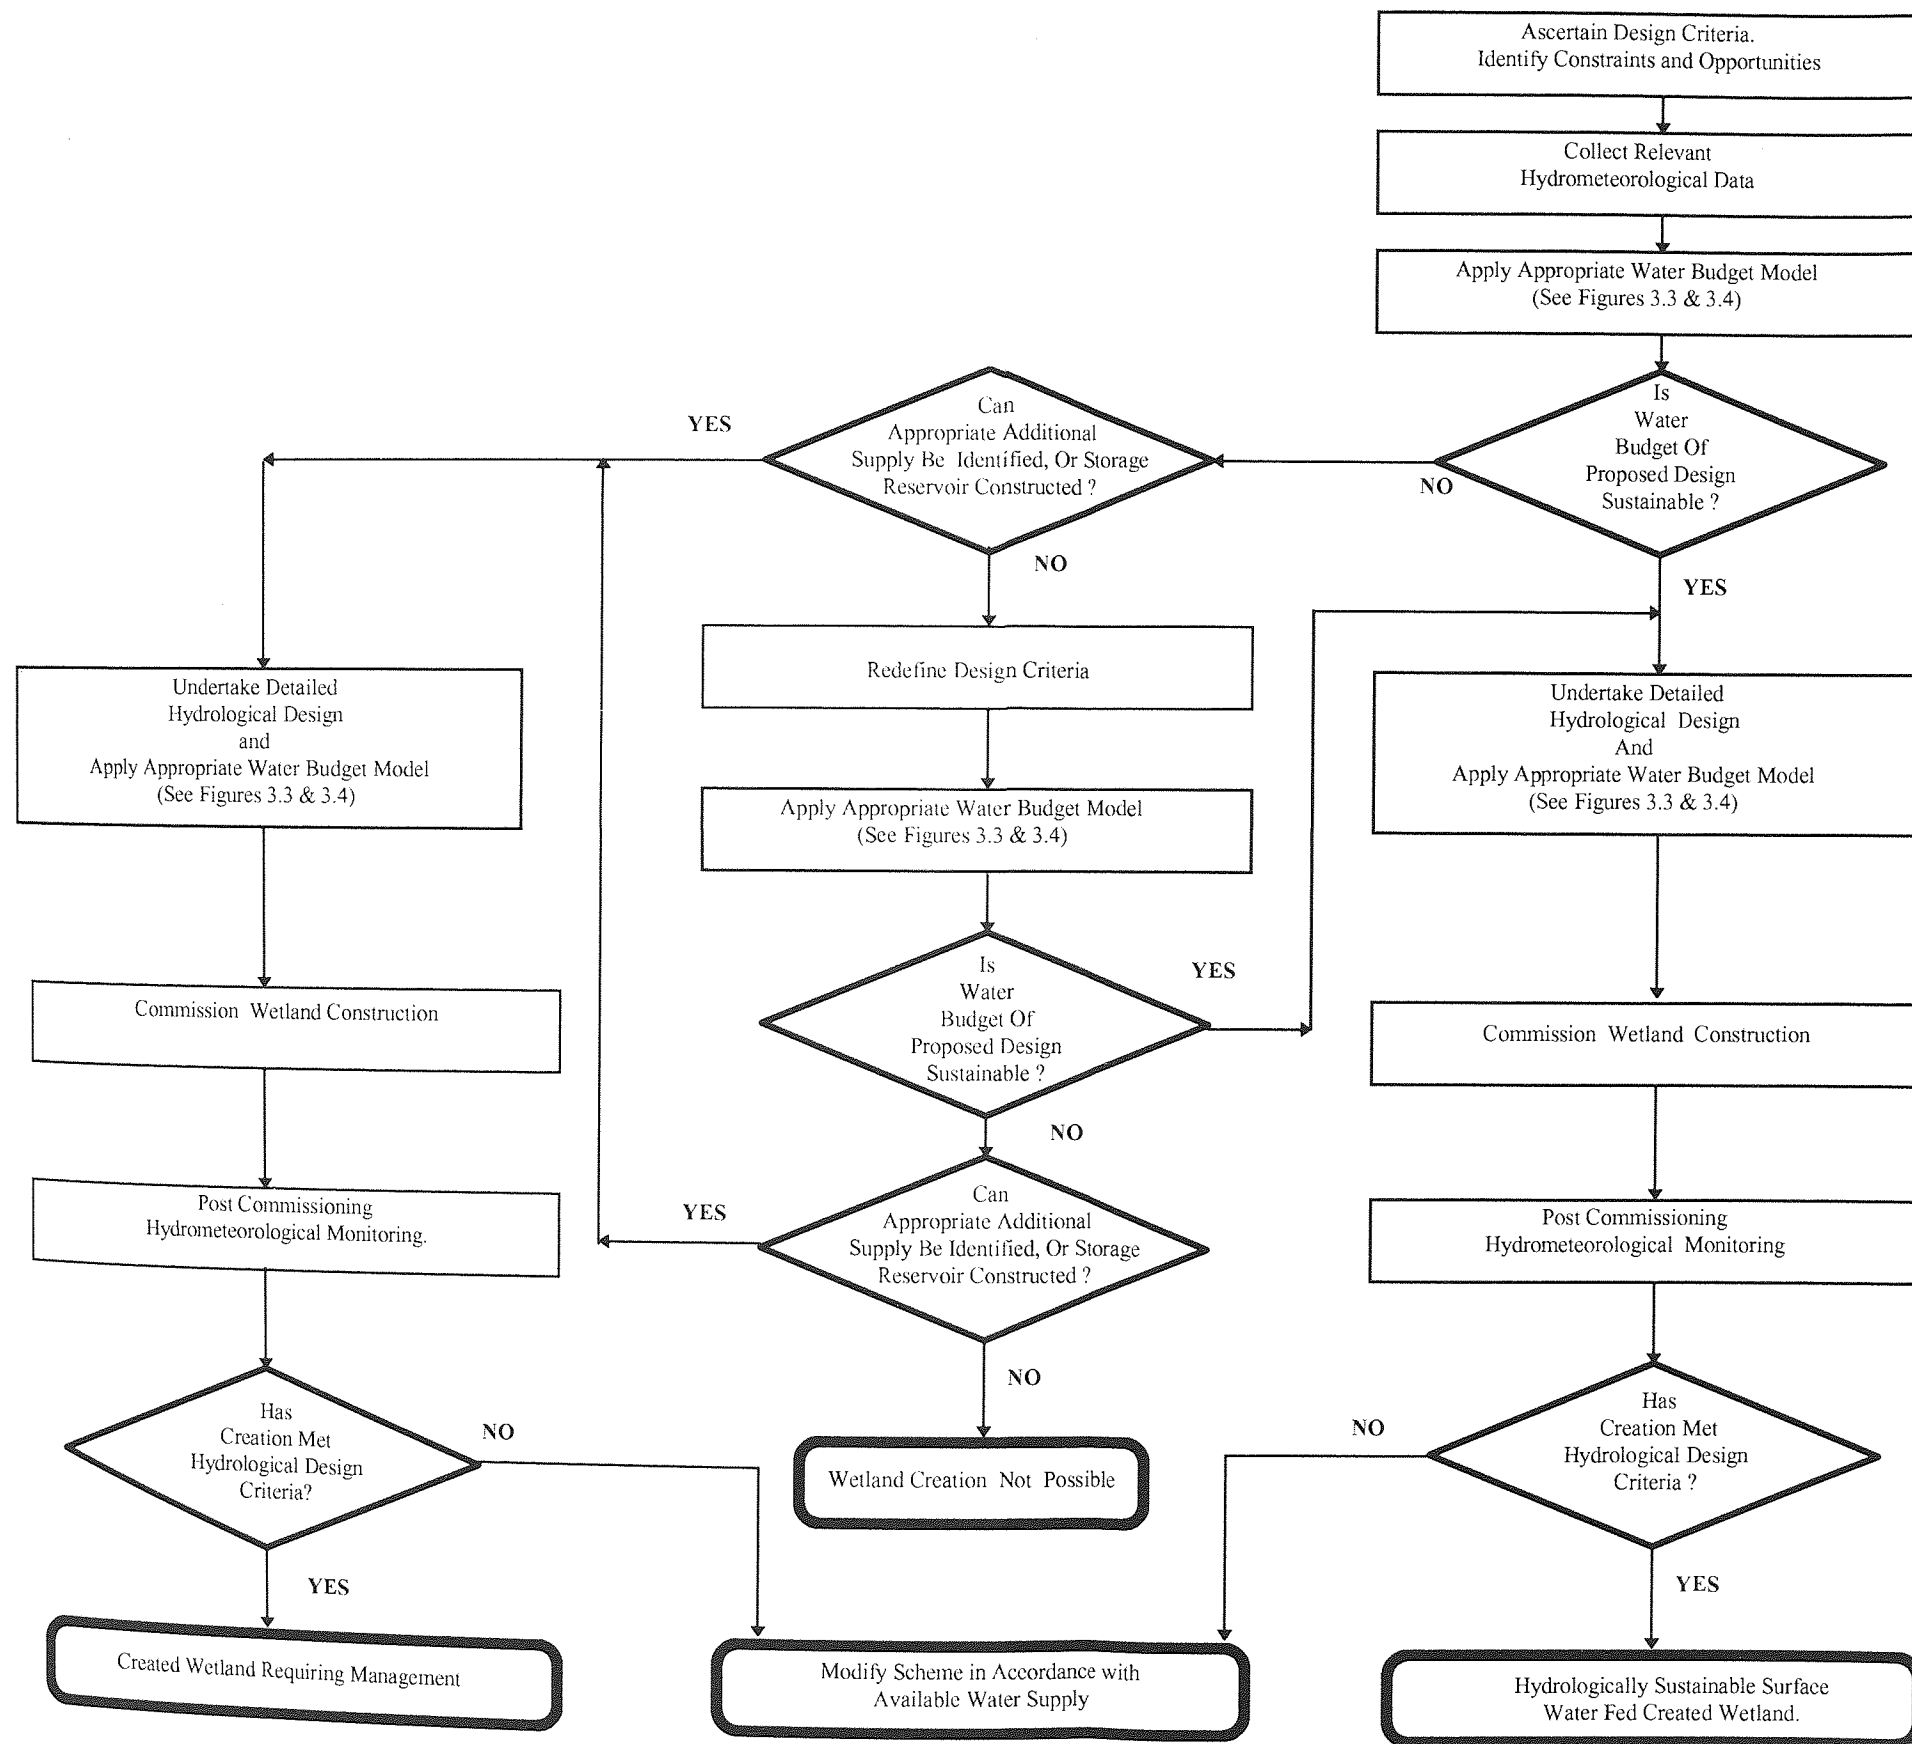 Ascertain Design Criteria.
Identify Constraints and Opportunities
Collect Relevant
Hydrometeorological Data
Apply Appropriate Water Budget Model
(See Figures 3.3 & 3.4)
Is
Water
Budget Of
Proposed Design
Sustainable ?
NO
YES
Can
Appropriate Additional
Supply Be Identified, Or Storage
Reservoir Constructed ?
YES
NO
Redefine Design Criteria
Apply Appropriate Water Budget Model
(See Figures 3.3 & 3.4)
Is
Water
Budget Of
Proposed Design
Sustainable ?
YES
NO
Can
Appropriate Additional
Supply Be Identified, Or Storage
Reservoir Constructed ?
YES
NO
Wetland Creation Not Possible
Undertake Detailed
Hydrological Design
and
Apply Appropriate Water Budget Model
(See Figures 3.3 & 3.4)
Commission Wetland Construction
Post Commissioning
Hydrometeorological Monitoring.
Has
Creation Met
Hydrological Design
Criteria?
NO
YES
Created Wetland Requiring Management
Modify Scheme in Accordance with
Available Water Supply
Undertake Detailed
Hydrological Design
And
Apply Appropriate Water Budget Model
(See Figures 3.3 & 3.4)
Commission Wetland Construction
Post Commissioning
Hydrometeorological Monitoring
Has
Creation Met
Hydrological Design
Criteria ?
NO
YES
Hydrologically Sustainable Surface
Water Fed Created Wetland.